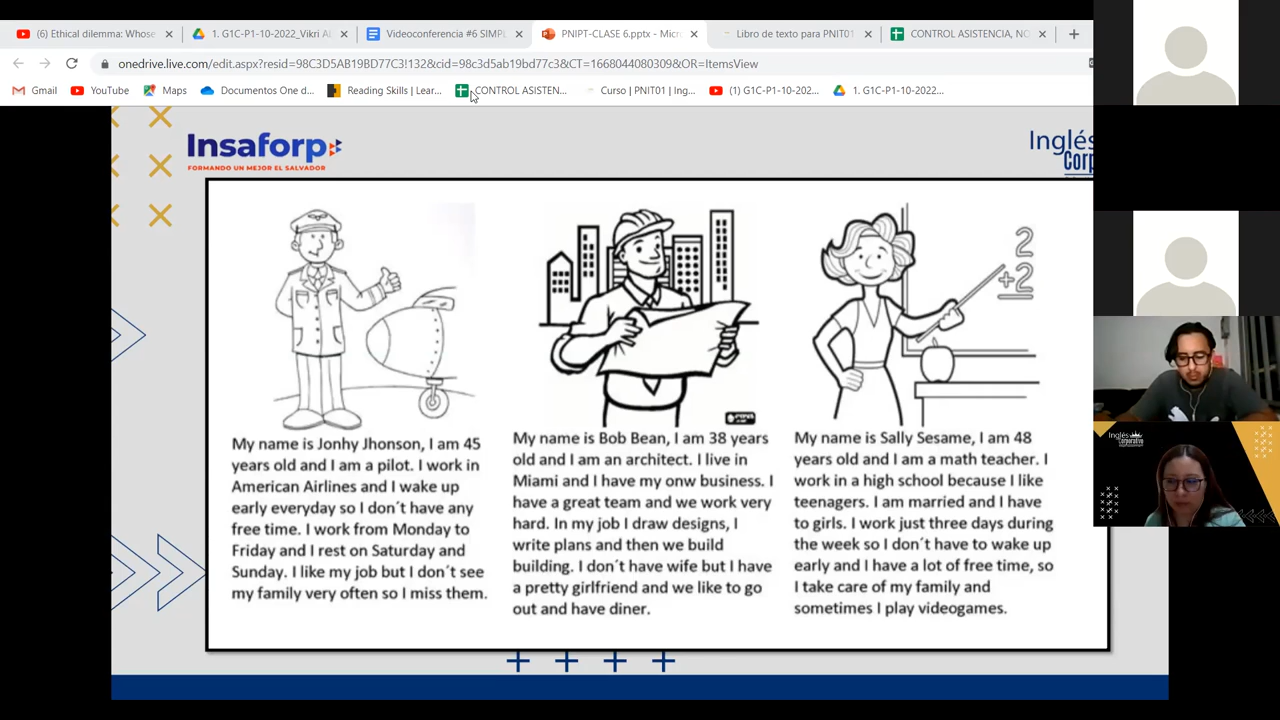 (6) Ethical dilemma: Whose
1. G1C-P1-10-2022_Vikri Al
Videoconferencia #6 SIMPL
PNIPT-CLASE 6.pptx - Micro
Libro de texto para PNIT01
CONTROL ASISTENCIA, NO
onedrive.live.com/edit.aspx?resid=98C3D5AB19BD77C3!132&cid=98c3d5ab19bd77c3&CT=1668044080309&OR=ItemsView
Gmail
YouTube
Maps
Documentos One d...
Reading Skills | Lear...
CONTROL ASISTEN...
Curso | PNIT01 | Ing...
(1) G1C-P1-10-202...
1. G1C-P1-10-2022...
Insaforp
FORMANDO UN MEJOR EL SALVADOR
Inglés
Corp
2
+2
My name is Jonhy Jhonson, I am 45
years old and I am a pilot. I work in
American Airlines and I wake up
early everyday so I don´t have any
free time. I work from Monday to
Friday and I rest on Saturday and
Sunday. I like my job but I don´t see
my family very often so I miss them.
My name is Bob Bean, I am 38 years
old and I am an architect. I live in
Miami and I have my onw business. I
have a great team and we work very
hard. In my job I draw designs, I
write plans and then we build
building. I don´t have wife but I have
a pretty girlfriend and we like to go
out and have diner.
My name is Sally Sesame, I am 48
years old and I am a math teacher. I
work in a high school because I like
teenagers. I am married and I have
to girls. I work just three days during
the week so I don´t have to wake up
early and I have a lot of free time, so
I take care of my family and
sometimes I play videogames.
Inglés
Corporativo